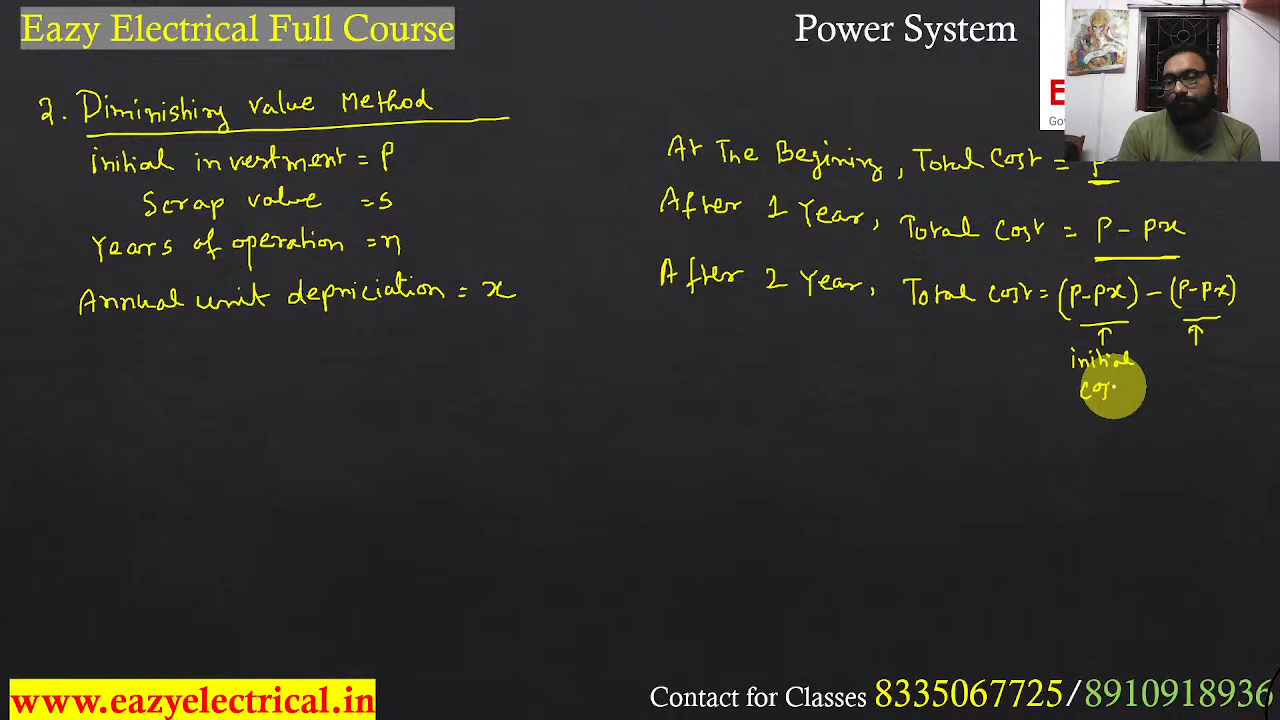 Eazy Electrical Full Course
Power System
E
Gov
2. Diminishing value Method
initial investment = P
Scrap value = s
Years of operation = n
Annual unit depriciation = x
At The Begining, Total cost = P
After 1 Year, Total cost = P - Px
After 2 Year, Total cost = (P-Px) - (P-Px)
↑ ↑
initial
cos
www.eazyelectrical.in
Contact for Classes 8335067725/8910918936